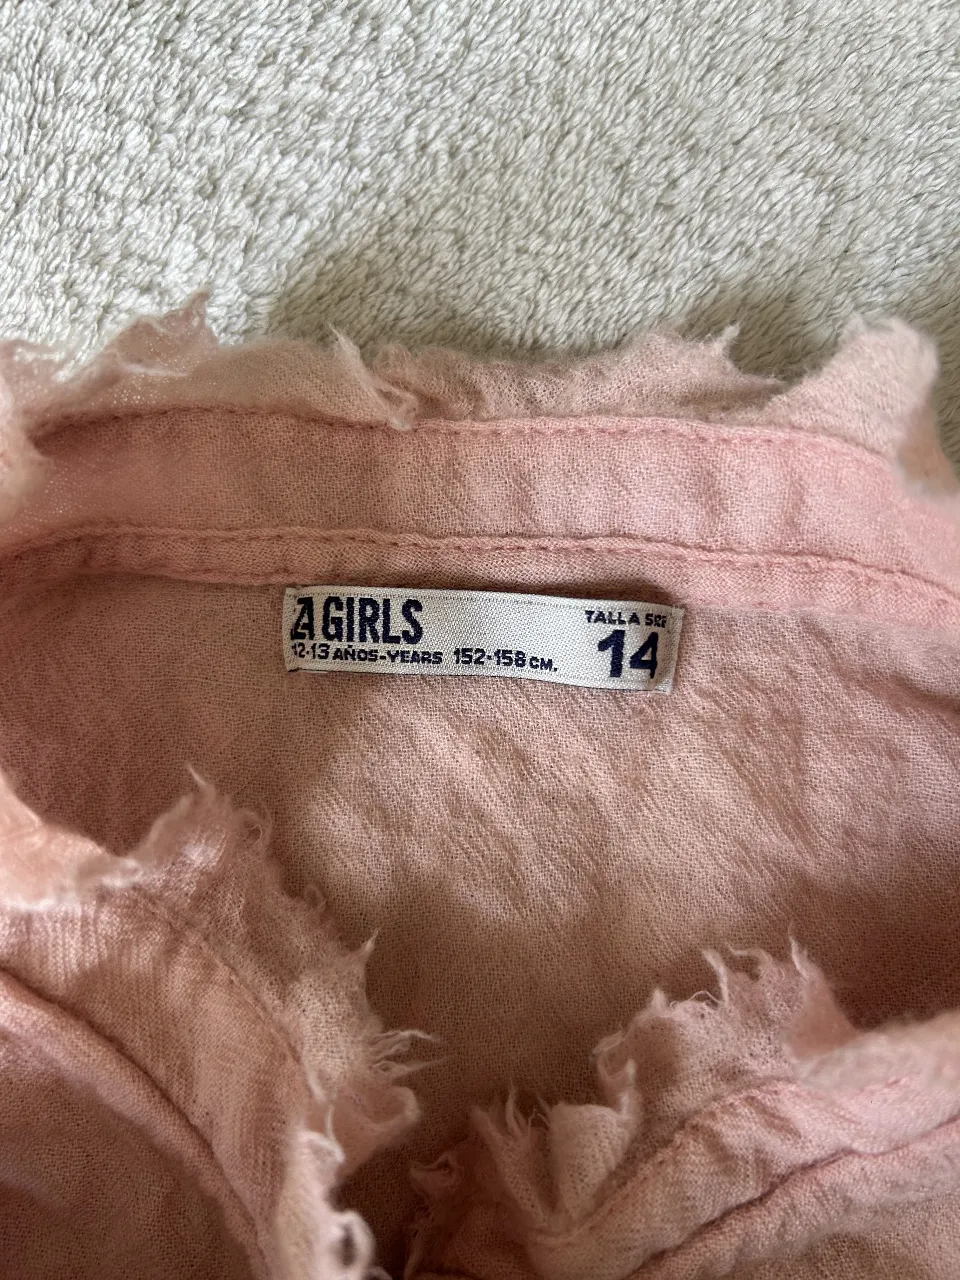 A GIRLS
12-13 AÑOS-YEARS 152-158 CM.
TALLA SIZE
14